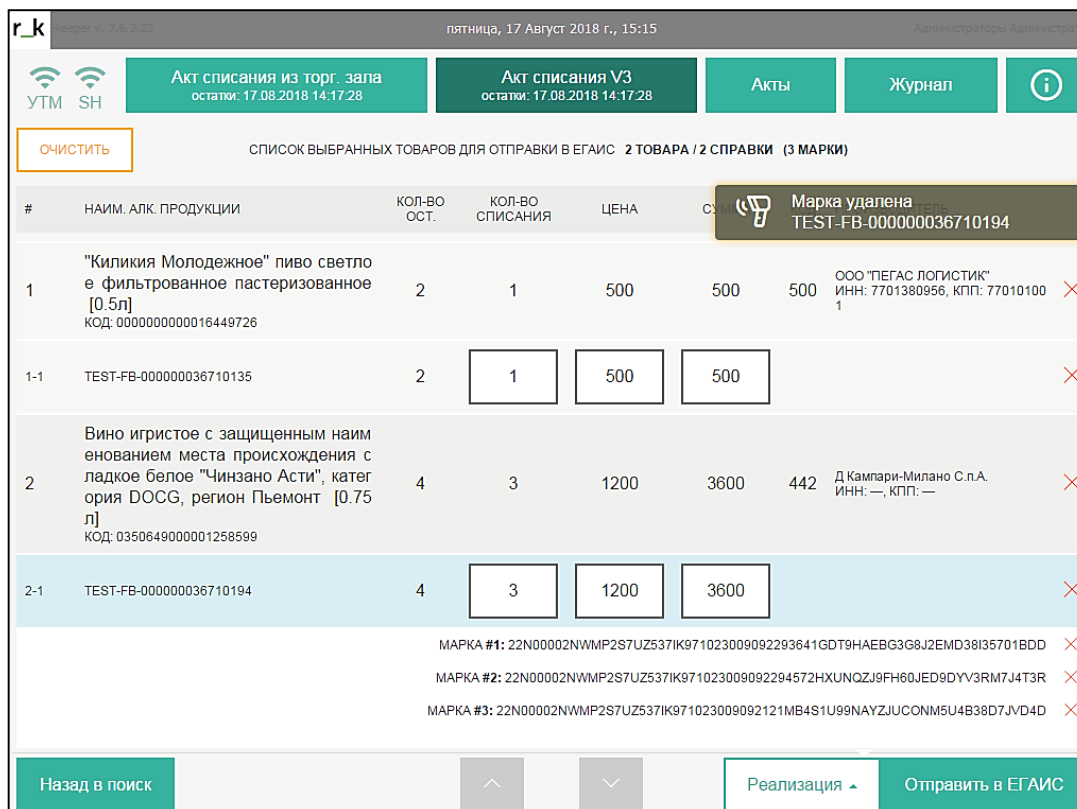 r_k
rkeeper v. 7.6.2.22
пятница, 17 Август 2018 г., 15:15
УТМ SH
Акт списания из торг. зала
остатки: 17.08.2018 14:17:28
Акт списания V3
остатки: 17.08.2018 14:17:28
Акты
Журнал
ОЧИСТИТЬ
СПИСОК ВЫБРАННЫХ ТОВАРОВ ДЛЯ ОТПРАВКИ В ЕГАИС 2 ТОВАРА / 2 СПРАВКИ (3 МАРКИ)
Марка удалена
TEST-FB-000000036710194
# НАИМ. АЛК. ПРОДУКЦИИ КОЛ-ВО ОСТ. КОЛ-ВО СПИСАНИЯ ЦЕНА
1 "Киликия Молодежное" пиво светло
е фильтрованное пастеризованное
[0.5л]
КОД: 0000000000016449726
2 1 500 500 500
ООО "ПЕГАС ЛОГИСТИК"
ИНН: 7701380956, КПП: 77010100
1
1-1 TEST-FB-000000036710135 2 1 500 500
2 Вино игристое с защищенным наим
енованием места происхождения с
ладкое белое "Чинзано Асти", катег
ория DOCG, регион Пьемонт [0.75
л]
КОД: 0350649000001258599
4 3 1200 3600 442
Д Кампари-Милано С.п.А.
ИНН: —, КПП: —
2-1 TEST-FB-000000036710194 4 3 1200 3600
МАРКА #1: 22N00002NWMP2S7UZ537IK971023009092293641GDT9HAEBG3G8J2EMD38I35701BDD
МАРКА #2: 22N00002NWMP2S7UZ537IK971023009092294572HXUNQZJ9FH60JED9DYV3RM7J4T3R
МАРКА #3: 22N00002NWMP2S7UZ537IK971023009092121MB4S1U99NAYZJUCONM5U4B38D7JVD4D
Назад в поиск
Реализация
Отправить в ЕГАИС